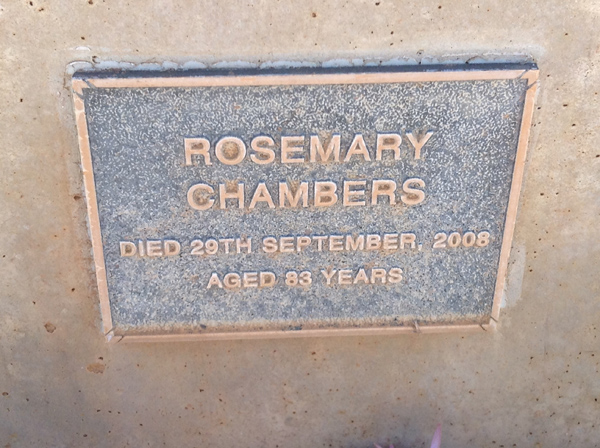 ROSEMARY
CHAMBERS
DIED 29TH SEPTEMBER, 2008
AGED 83 YEARS